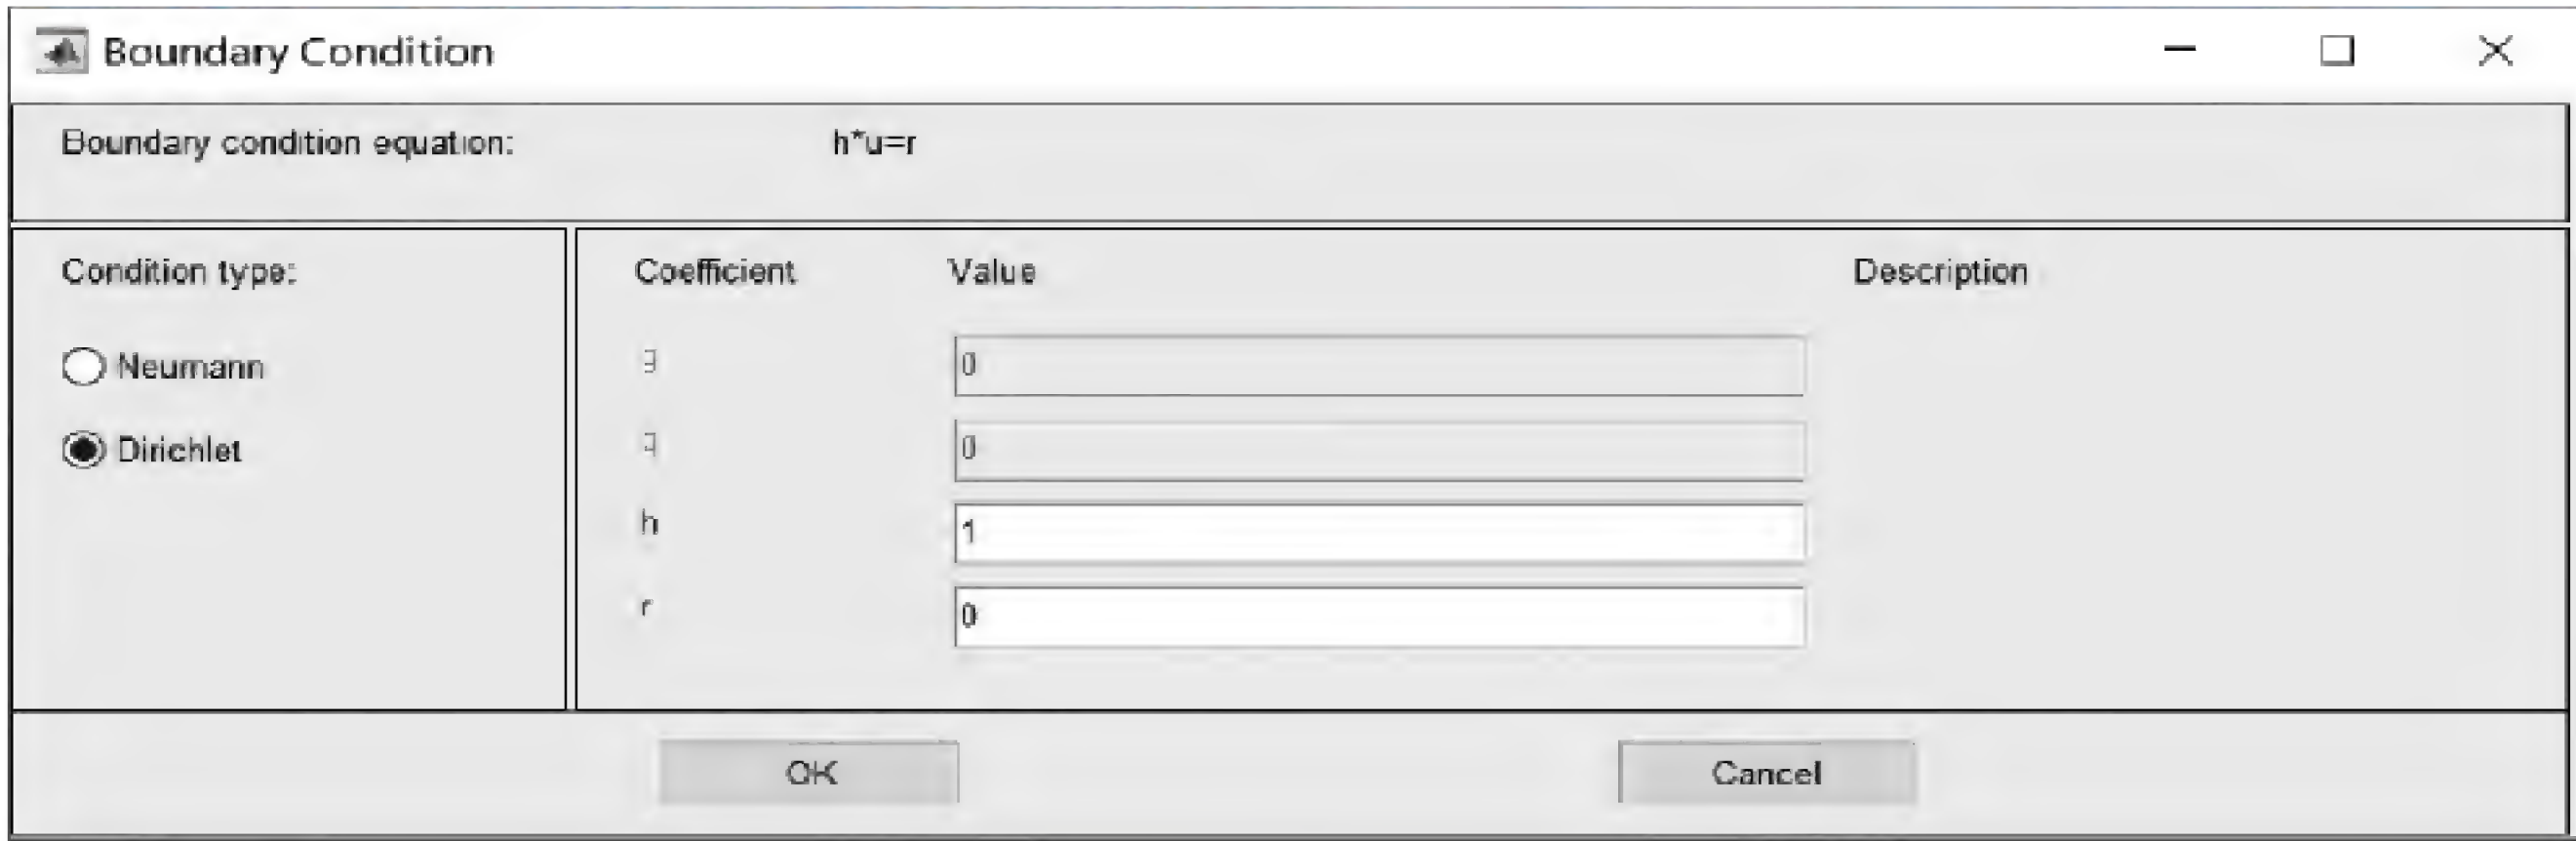 Boundary Condition
Boundary condition equation: h*u=r
Condition type:
Neumann
Dirichlet
Coefficient Value Description
g 0
q 0
h 1
r 0
OK Cancel